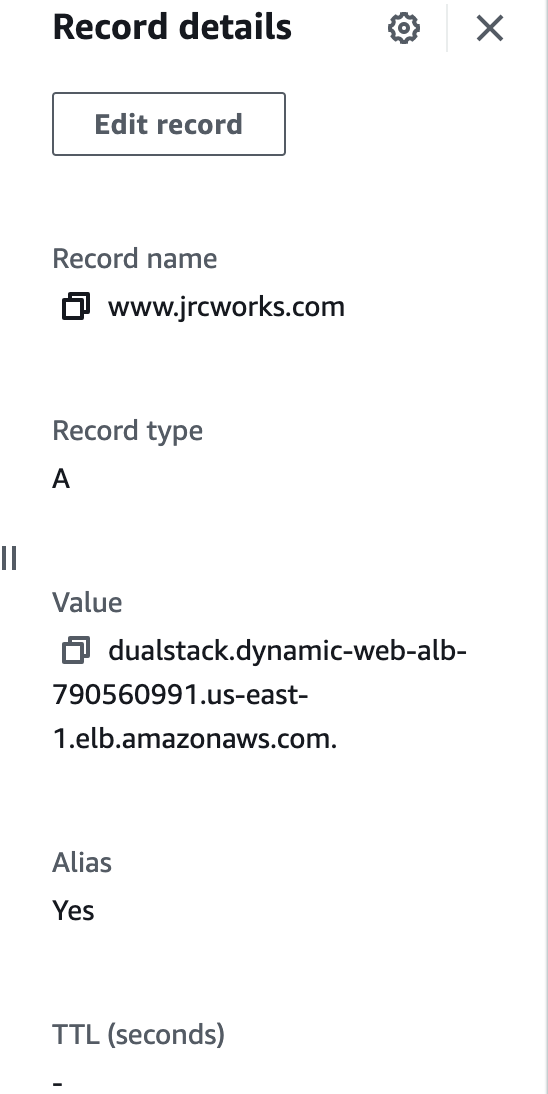 Record details
Edit record
Record name
www.jrcworks.com
Record type
A
Value
dualstack.dynamic-web-alb-
790560991.us-east-
1.elb.amazonaws.com.
Alias
Yes
TTL (seconds)
-